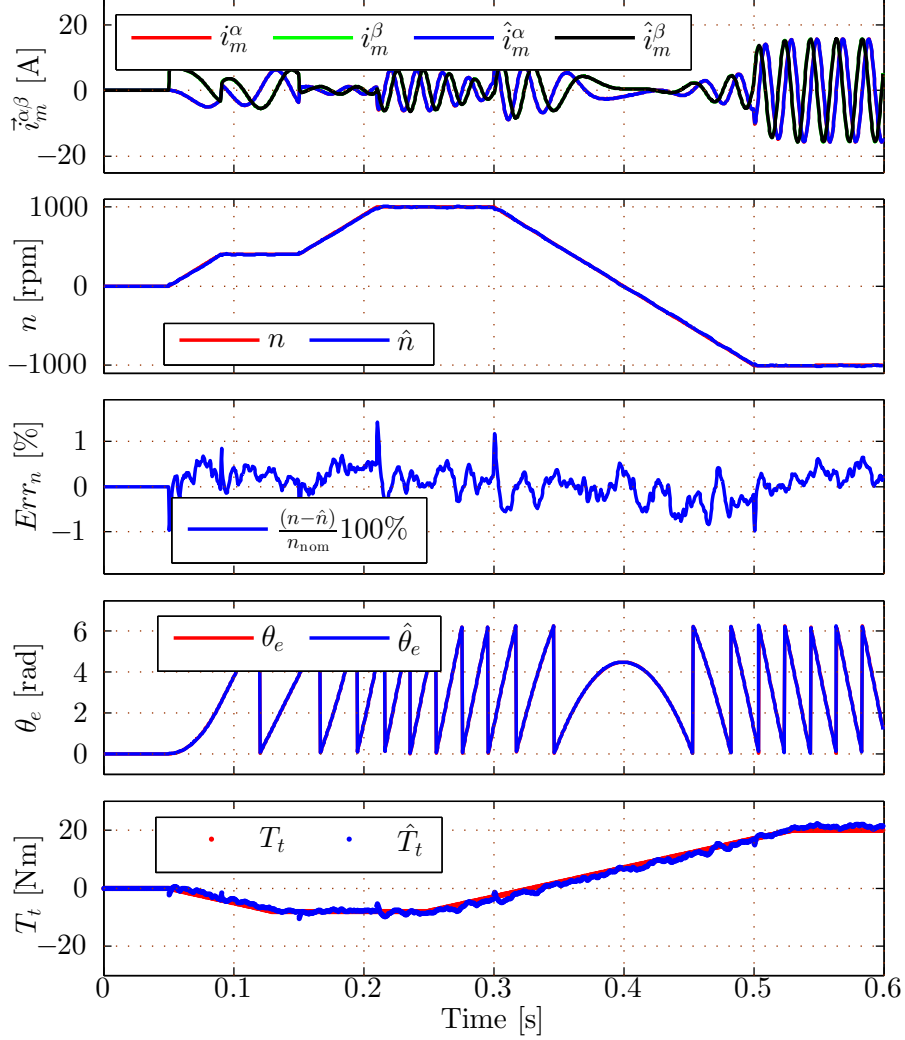 20
0
−20
i⃗_m^{αβ} [A]
i_m^α i_m^β î_m^α î_m^β
1000
0
−1000
n [rpm]
n n̂
1
0
−1
Err_n [%]
(n−n̂)/n_nom 100%
6
4
2
0
θ_e [rad]
θ_e θ̂_e
20
0
−20
T_t [Nm]
T_t T̂_t
0 0.1 0.2 0.3 0.4 0.5 0.6
Time [s]